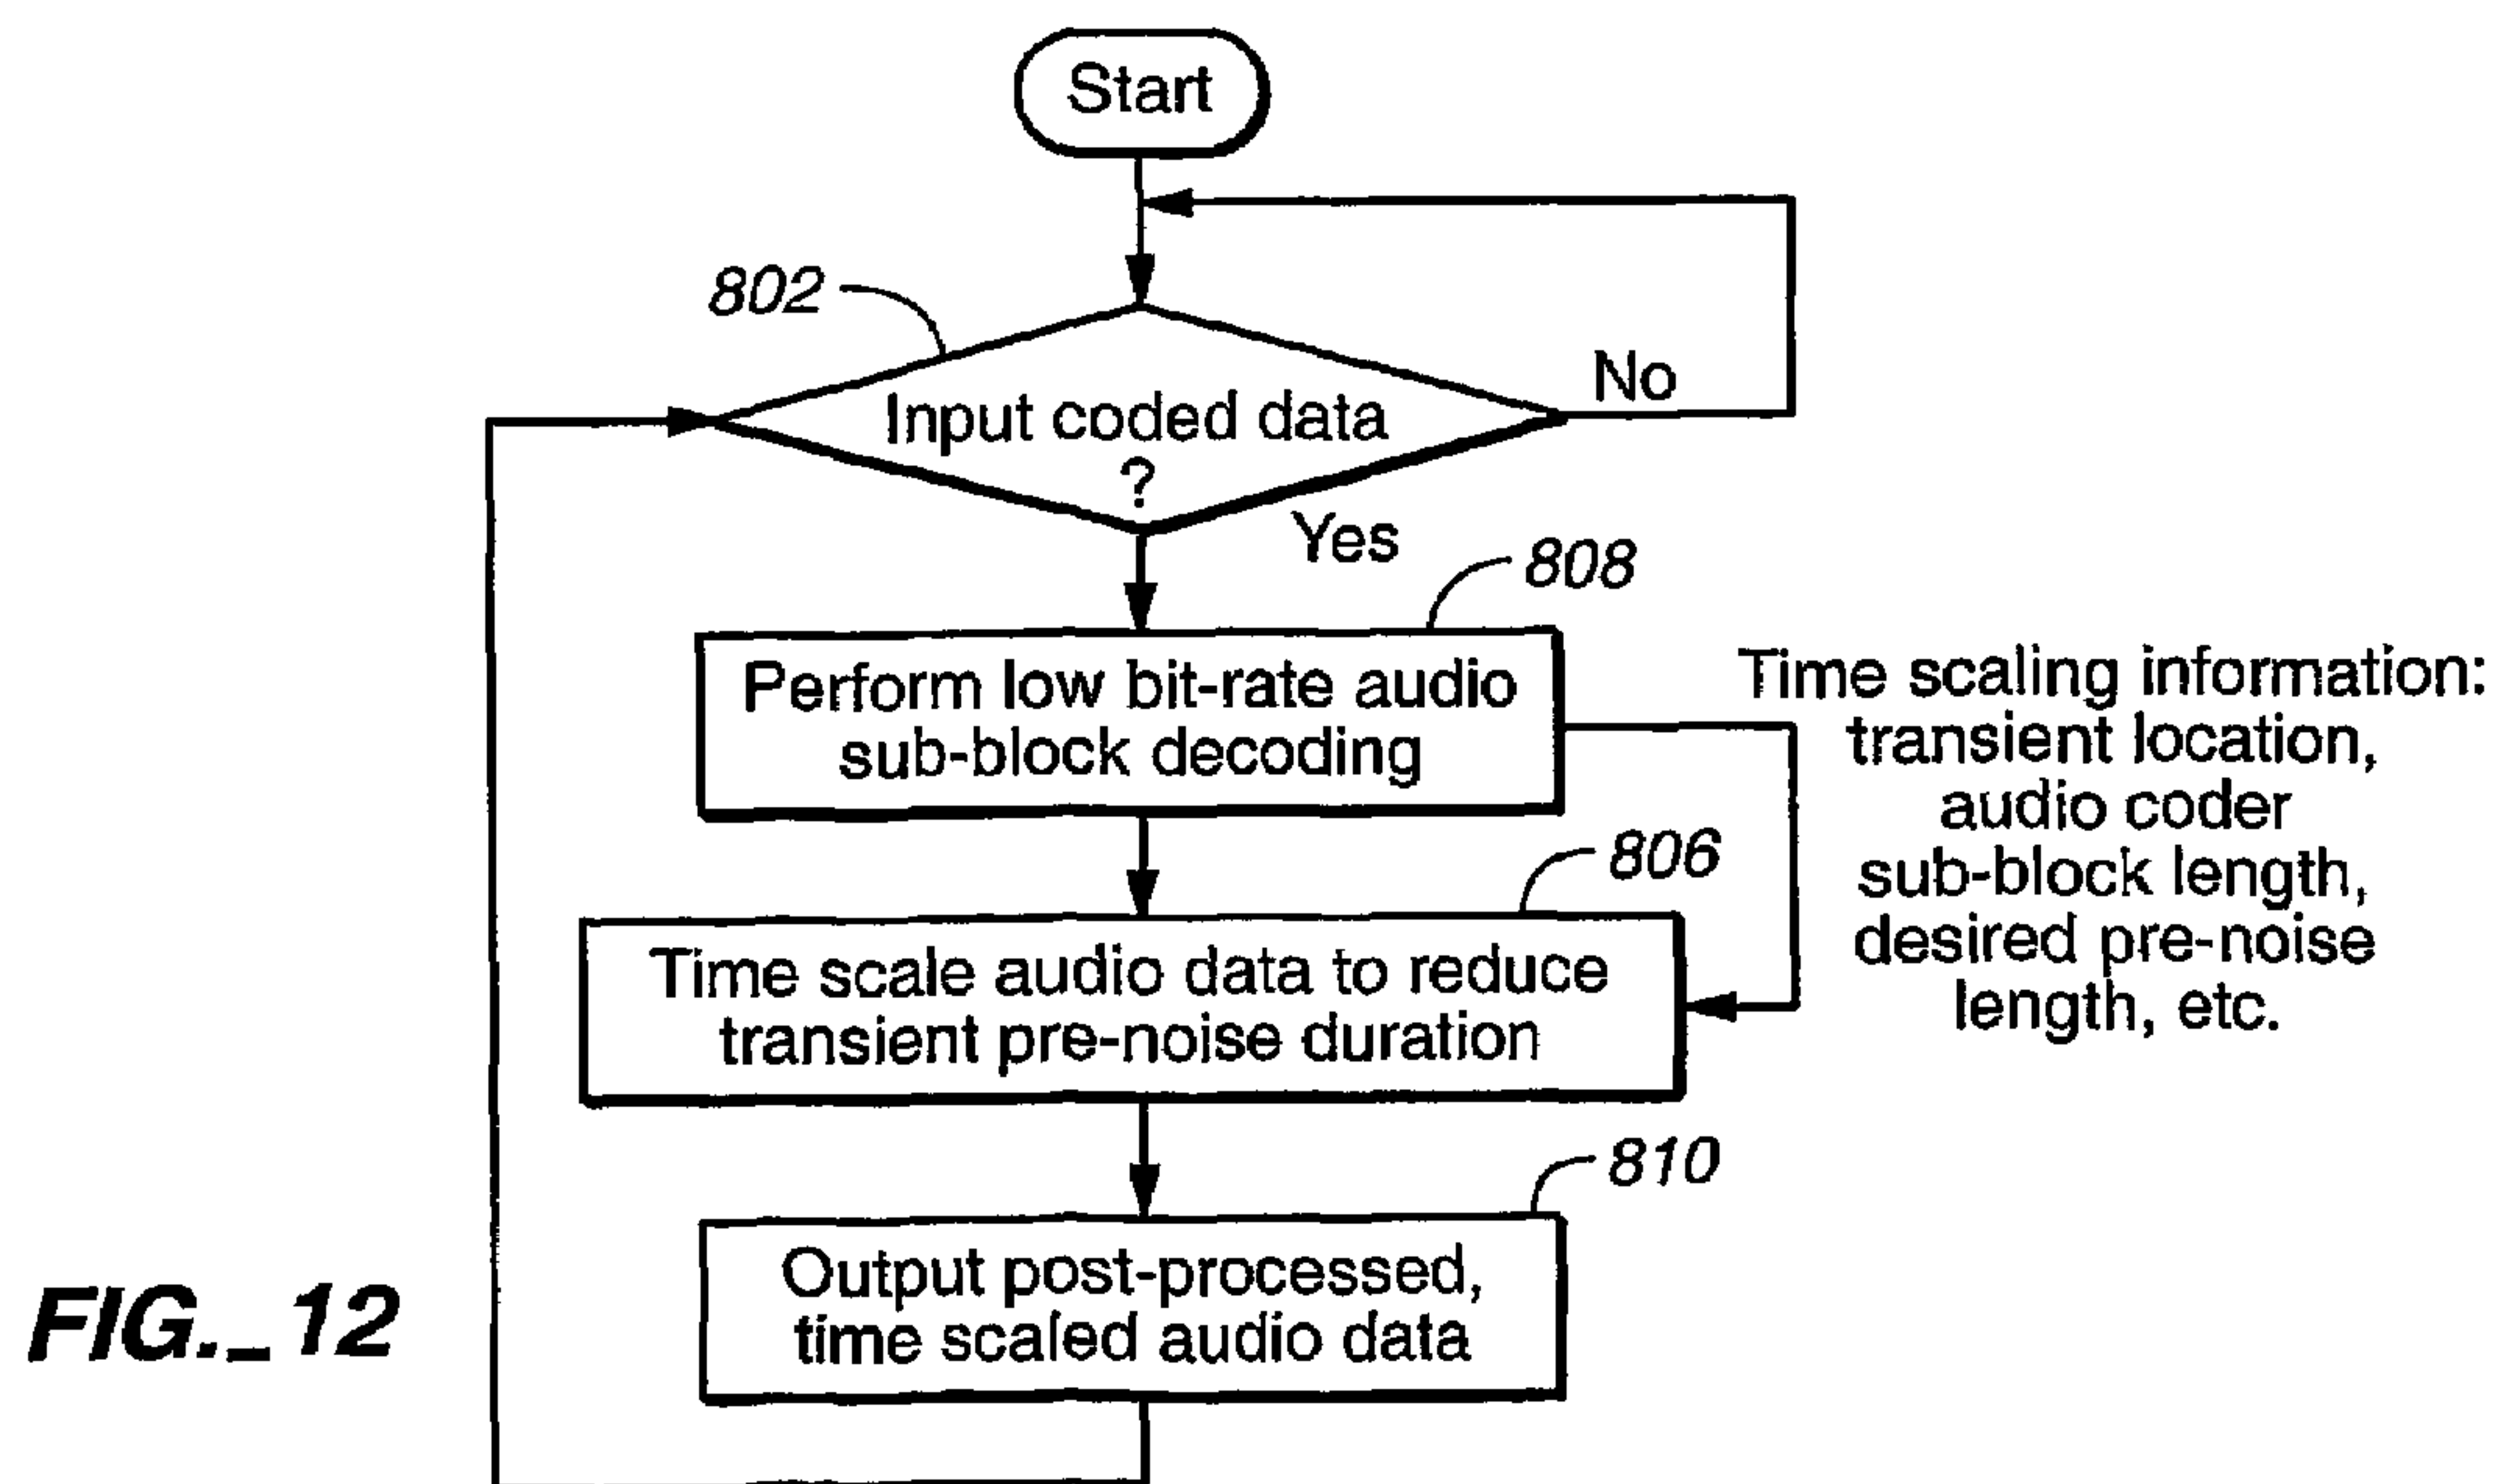 Start
802
Input coded data
?
No
Yes
808
Perform low bit-rate audio
sub-block decoding
Time scaling information:
transient location,
audio coder
sub-block length,
desired pre-noise
length, etc.
806
Time scale audio data to reduce
transient pre-noise duration
810
Output post-processed,
time scaled audio data
FIG._12